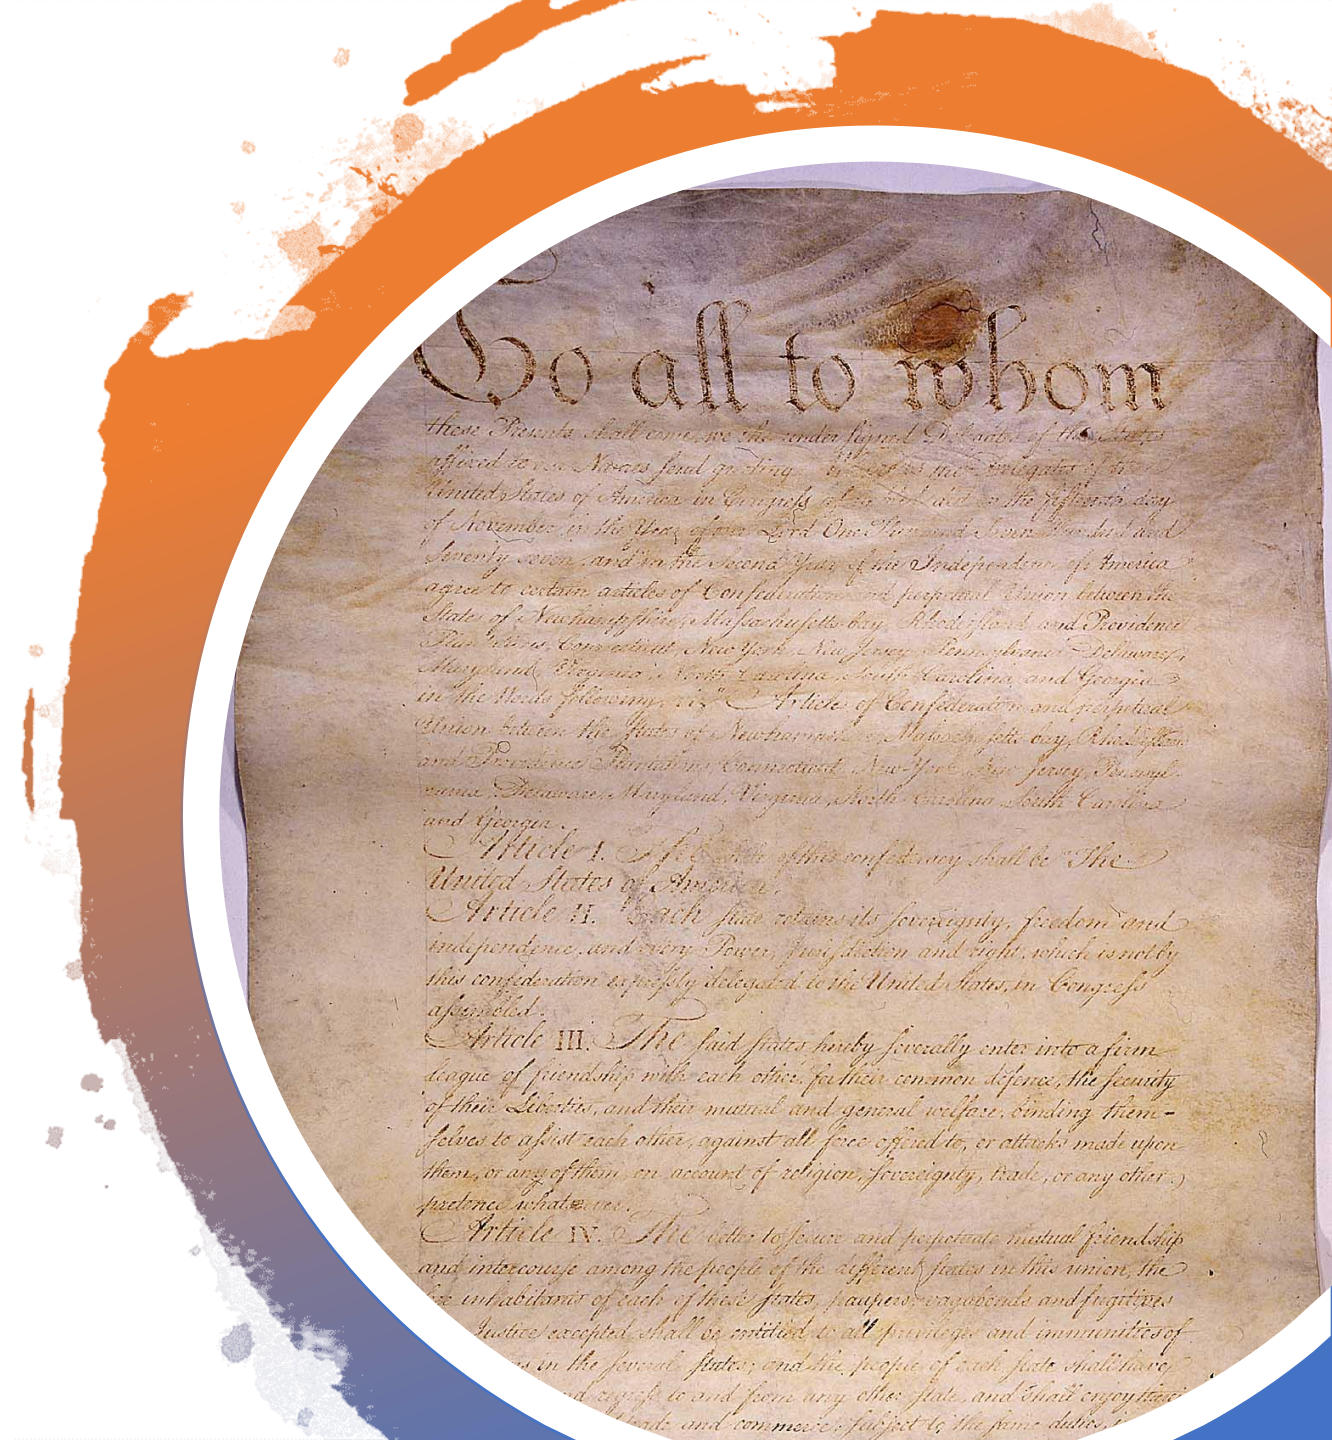 To all to whom
these Presents shall come, we the under signed Delegates of the States
affixed to our Names send greeting. Whereas the Delegates of the
United States of America in Congress assembled did on the fifteenth day
of November in the Year of our Lord One Thousand Seven Hundred and
Seventy seven, and in the Second Year of the Independence of America
agree to certain articles of Confederation and perpetual Union between the
States of Newhampshire, Massachusetts-bay, Rhodeisland and Providence
Plantations, Connecticut, New York, New Jersey, Pennsylvania, Delaware,
Maryland, Virginia, North-Carolina, South-Carolina, and Georgia
in the Words following, viz. "Articles of Confederation and perpetual
Union between the States of Newhampshire, Massachusetts-bay, Rhodeisland
and Providence Plantations, Connecticut, New-York, New-Jersey, Pennsyl-
vania, Delaware, Maryland, Virginia, North-Carolina, South-Carolina
and Georgia.
Article I. The Stile of this confederacy shall be "The
United States of America."
Article II. Each state retains its sovereignty, freedom and
independence, and every Power, Jurisdiction and right, which is not by
this confederation expressly delegated to the United States, in Congress
assembled.
Article III. The said states hereby severally enter into a firm
league of friendship with each other, for their common defence, the security
of their Liberties, and their mutual and general welfare, binding them-
selves to assist each other, against all force offered to, or attacks made upon
them, or any of them, on account of religion, sovereignty, trade, or any other
pretence whatever.
Article IV. The better to secure and perpetuate mutual friendship
and intercourse among the people of the different states in this union, the
free inhabitants of each of these states, paupers, vagabonds and fugitives
Justice excepted, shall be entitled to all privileges and immunities of
in the several states; and the people of each state shall have
and regress to and from any other state, and shall enjoy therein
trade and commerce, subject to the same duties,